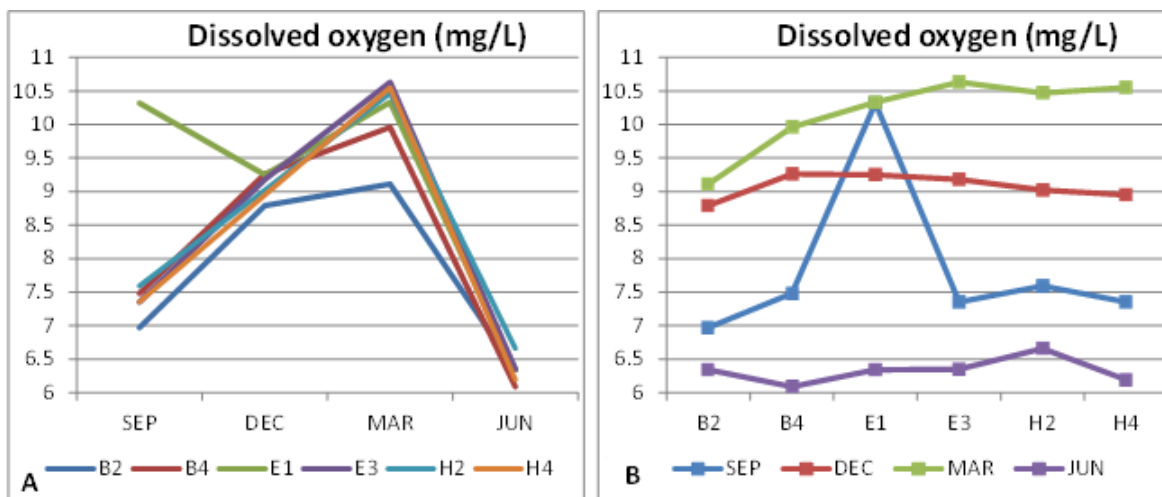 Dissolved oxygen (mg/L)
11
10.5
10
9.5
9
8.5
8
7.5
7
6.5
6
SEP DEC MAR JUN
B2 B4 E1 E3 H2 H4
A
Dissolved oxygen (mg/L)
11
10.5
10
9.5
9
8.5
8
7.5
7
6.5
6
B2 B4 E1 E3 H2 H4
SEP DEC MAR JUN
B